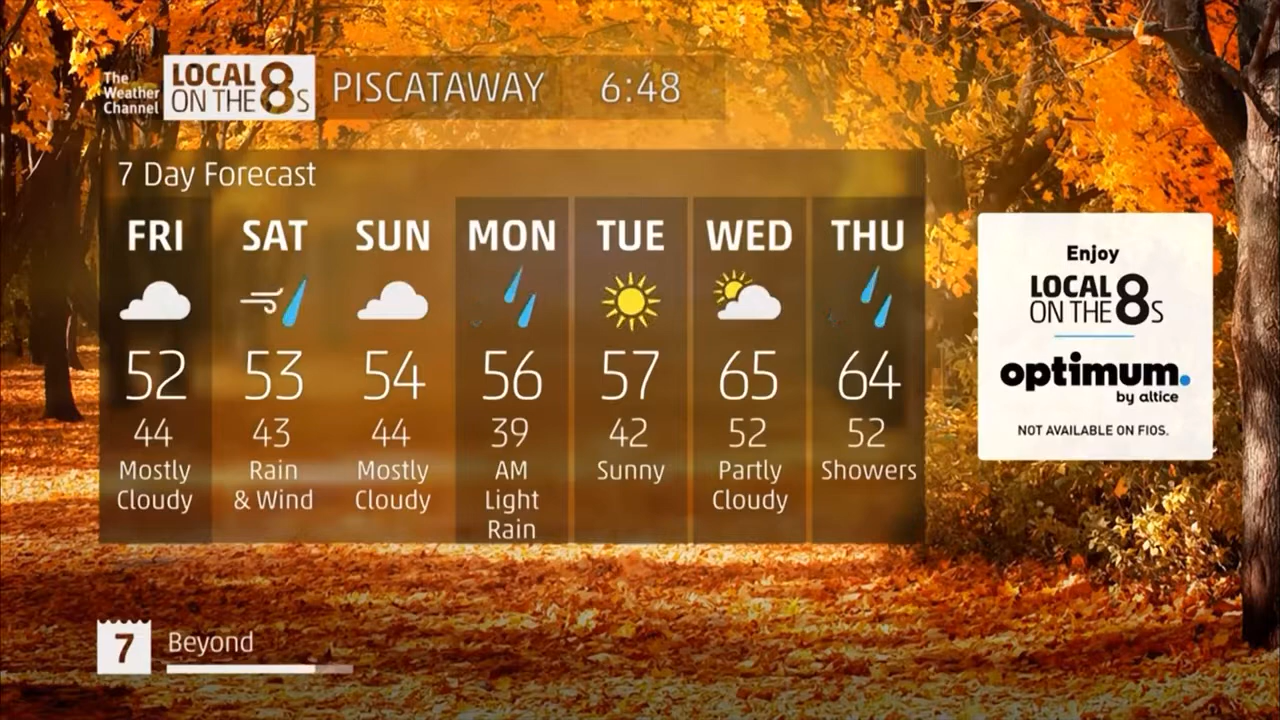 The
Weather
Channel
LOCAL
ON THE 8s
PISCATAWAY 6:48
7 Day Forecast
FRI SAT SUN MON TUE WED THU
52 53 54 56 57 65 64
44 43 44 39 42 52 52
Mostly Cloudy
Rain & Wind
Mostly Cloudy
AM Light Rain
Sunny
Partly Cloudy
Showers
Enjoy
LOCAL
ON THE 8s
optimum.
by altice
NOT AVAILABLE ON FIOS.
7 Beyond